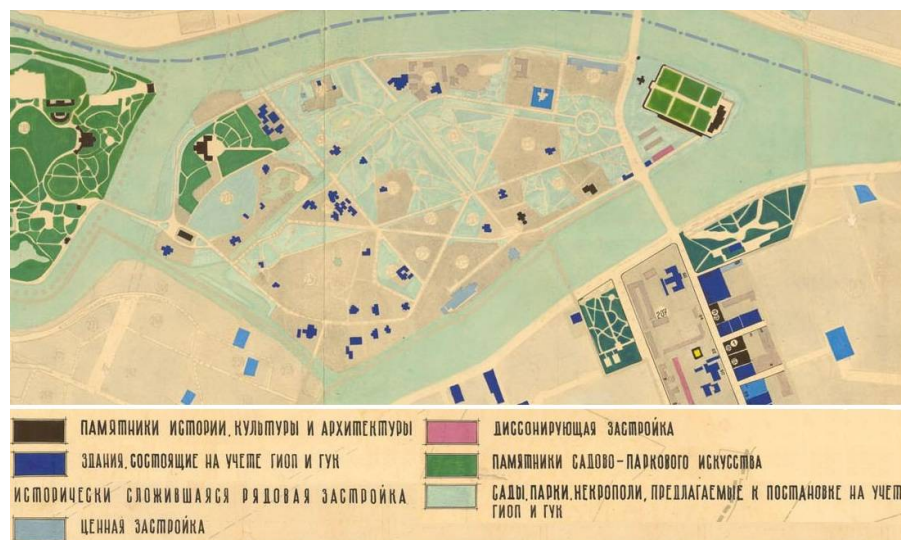 207
ПАМЯТНИКИ ИСТОРИИ, КУЛЬТУРЫ И АРХИТЕКТУРЫ
ЗДАНИЯ, СОСТОЯЩИЕ НА УЧЕТЕ ГИОП И ГУК
ИСТОРИЧЕСКИ СЛОЖИВШАЯСЯ РЯДОВАЯ ЗАСТРОЙКА
ЦЕННАЯ ЗАСТРОЙКА
ДИССОНИРУЮЩАЯ ЗАСТРОЙКА
ПАМЯТНИКИ САДОВО-ПАРКОВОГО ИСКУССТВА
САДЫ, ПАРКИ, НЕКРОПОЛИ, ПРЕДЛАГАЕМЫЕ К ПОСТАНОВКЕ НА УЧЕТ
ГИОП И ГУК